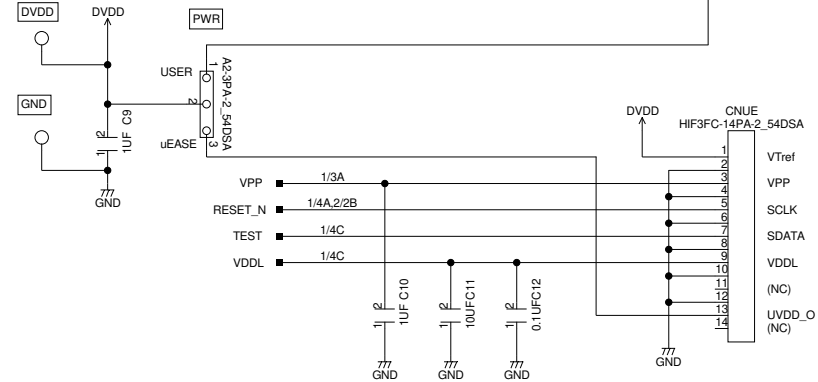 DVDD
DVDD
PWR
USER
1
2
3
A2-3PA-2_54DSA
uEASE
GND
2
1
1UF C9
GND
DVDD
CNUE
HIF3FC-14PA-2_54DSA
1
VTref
2
VPP
1/3A
3
VPP
4
RESET_N
1/4A,2/2B
5
SCLK
6
TEST
1/4C
7
SDATA
8
VDDL
1/4C
9
VDDL
10
11
(NC)
12
13
UVDD_O
14
(NC)
2
1
1UF C10
2
1
10UFC11
2
1
0.1UFC12
GND
GND
GND
GND